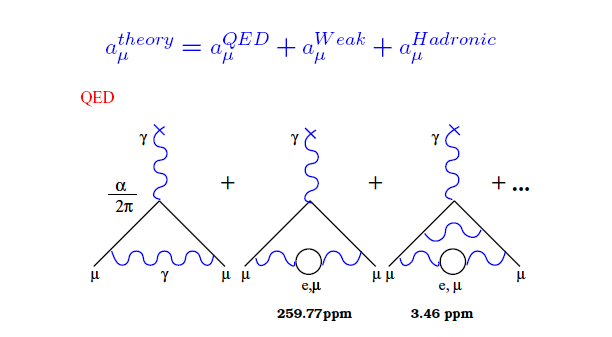 a_μ^{theory} = a_μ^{QED} + a_μ^{Weak} + a_μ^{Hadronic}
QED
γ γ γ
α/2π + + + ...
μ γ μ μ e,μ μ μ e, μ μ
259.77ppm 3.46 ppm